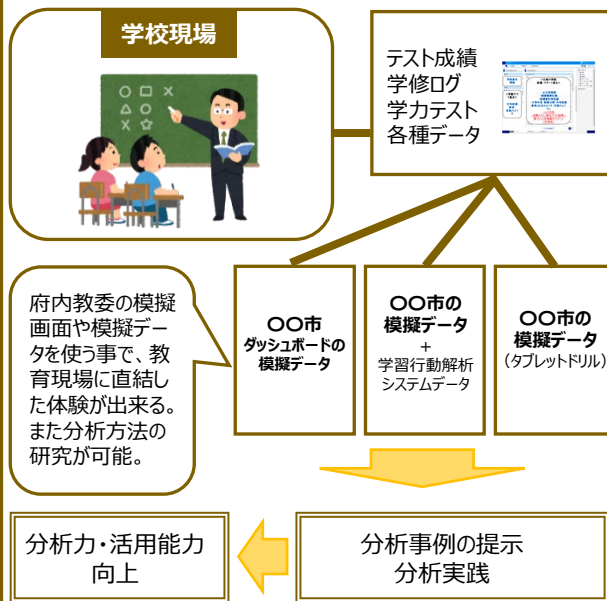 学校現場
テスト成績
学修ログ
学力テスト
各種データ
府内教委の模擬
画面や模擬デー
タを使う事で、教
育現場に直結し
た体験が出来る。
また分析方法の
研究が可能。
〇〇市
ダッシュボードの
模擬データ
〇〇市の
模擬データ
+
学習行動解析
システムデータ
〇〇市の
模擬データ
(タブレットドリル)
分析力・活用能力
向上
分析事例の提示
分析実践